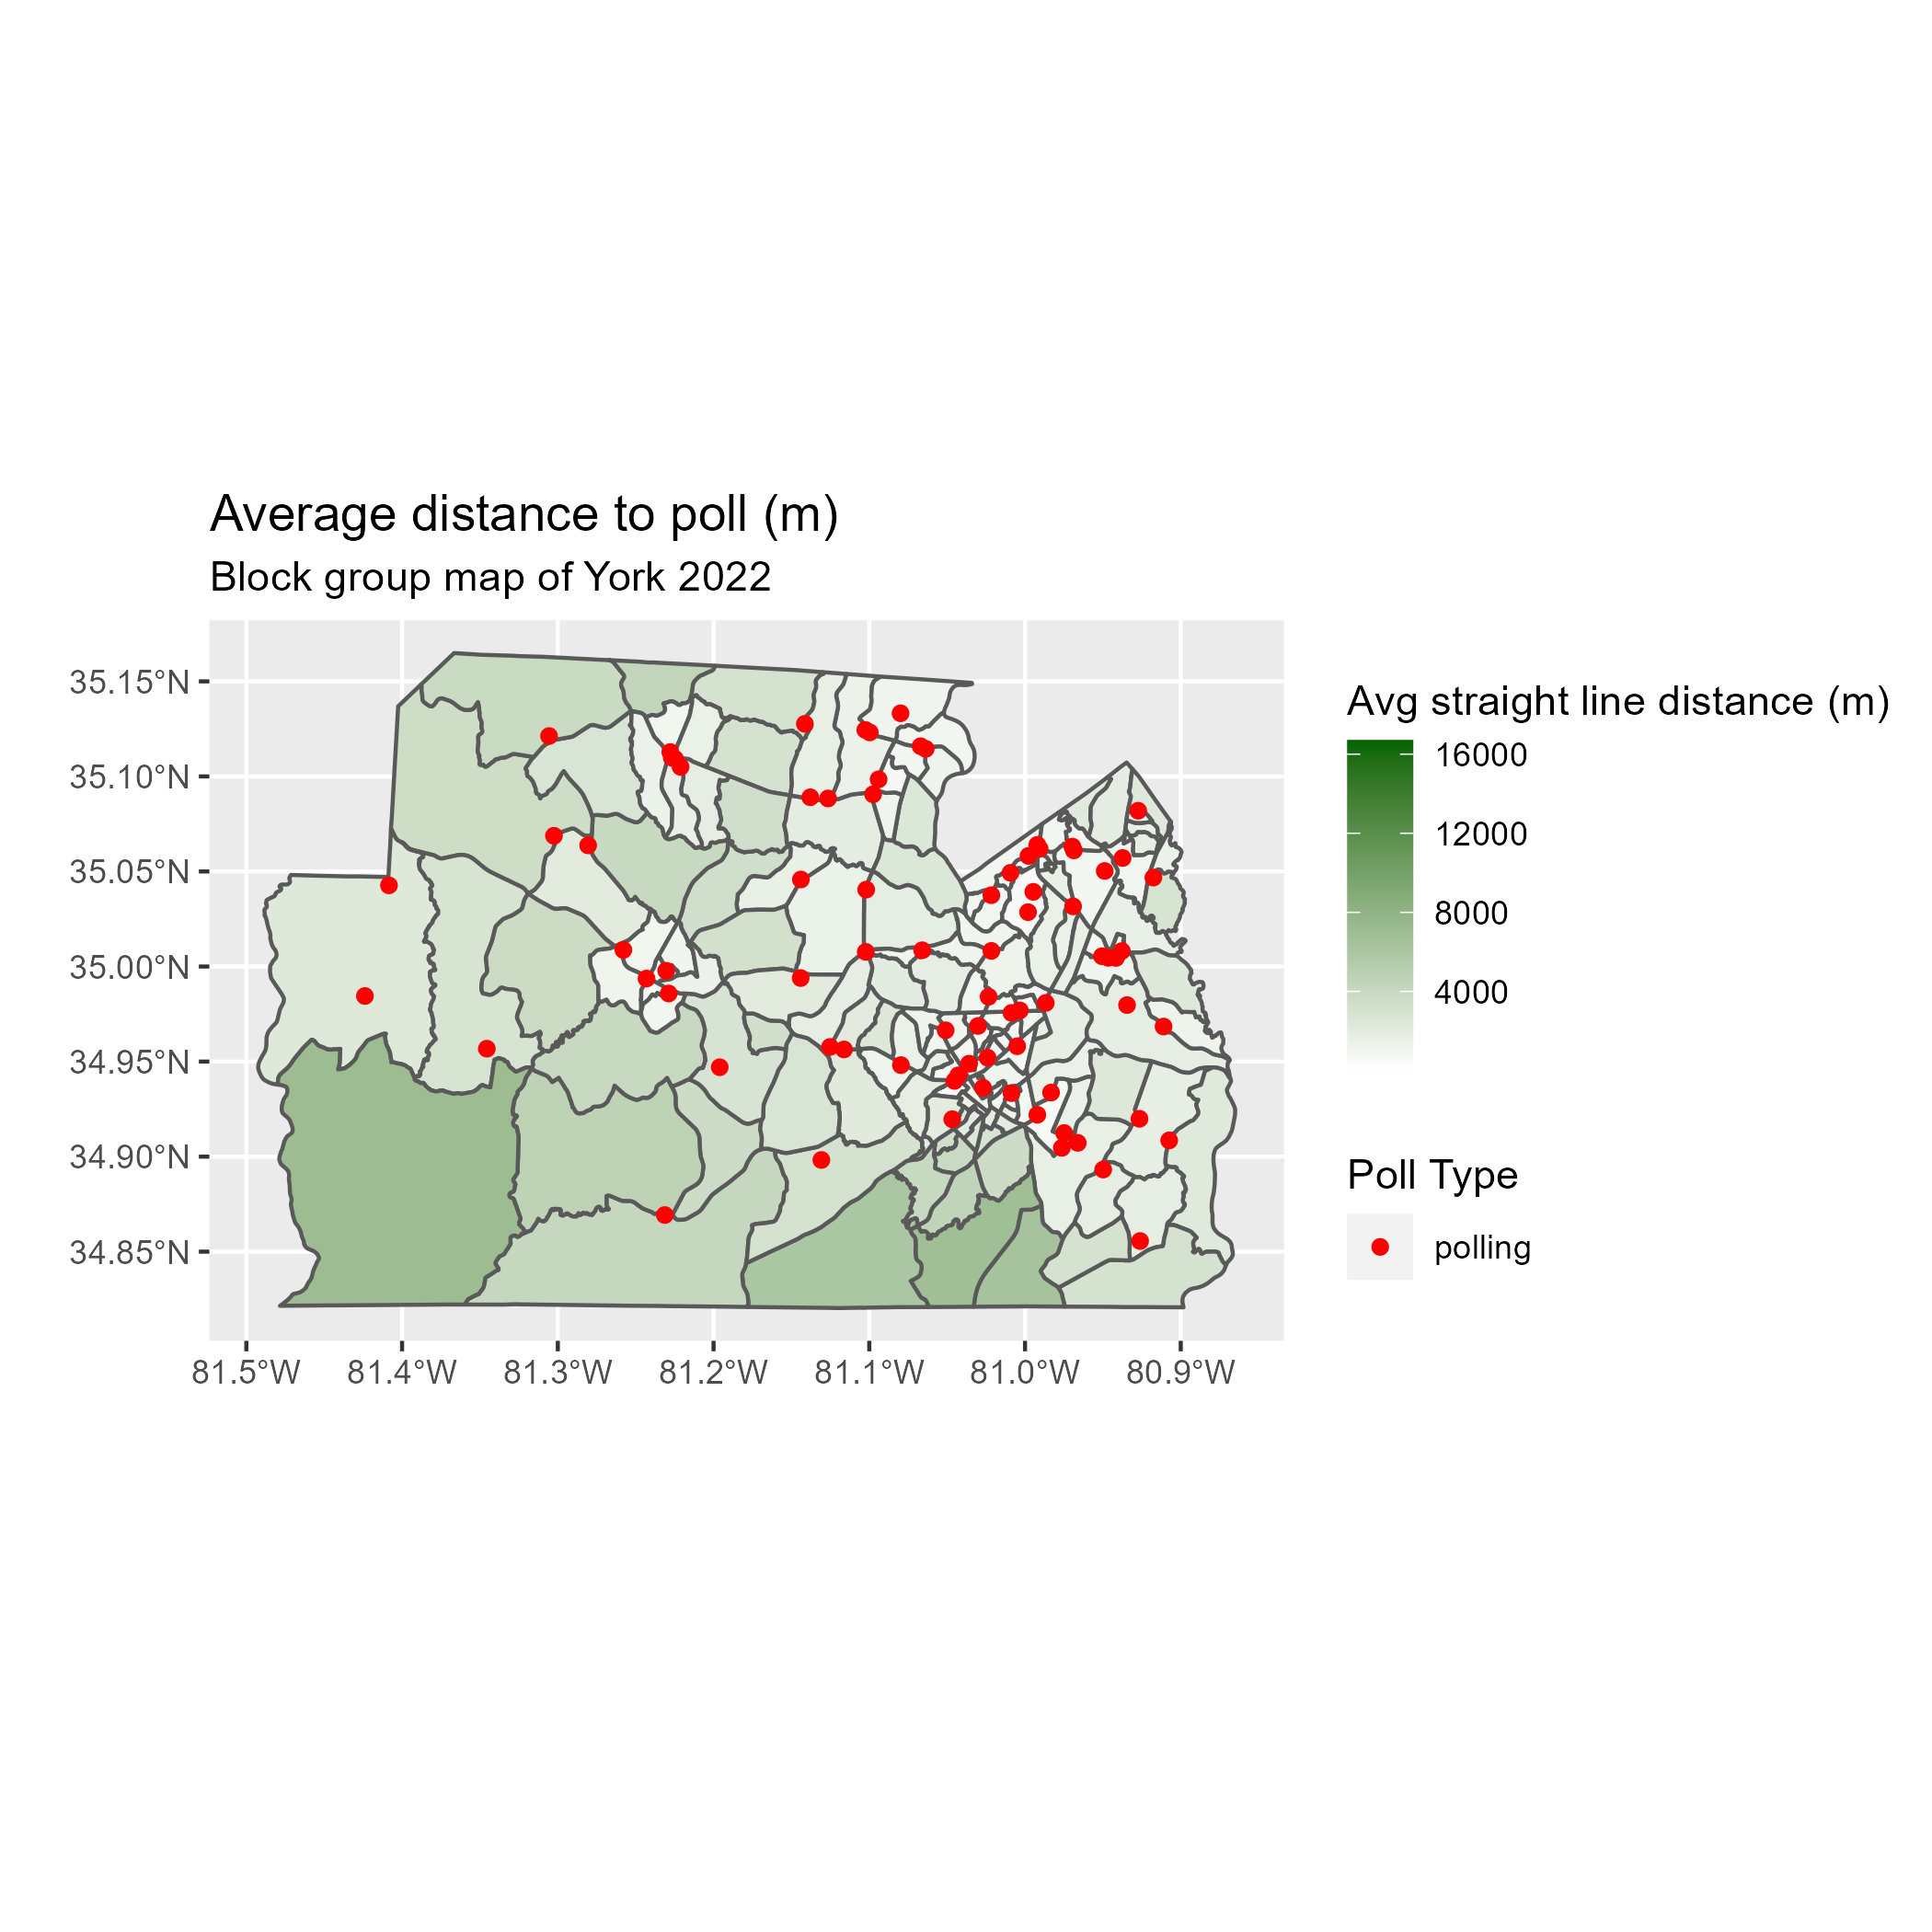 Average distance to poll (m)
Block group map of York 2022
35.15°N
35.10°N
35.05°N
35.00°N
34.95°N
34.90°N
34.85°N
81.5°W 81.4°W 81.3°W 81.2°W 81.1°W 81.0°W 80.9°W
Avg straight line distance (m)
16000
12000
8000
4000
Poll Type
polling